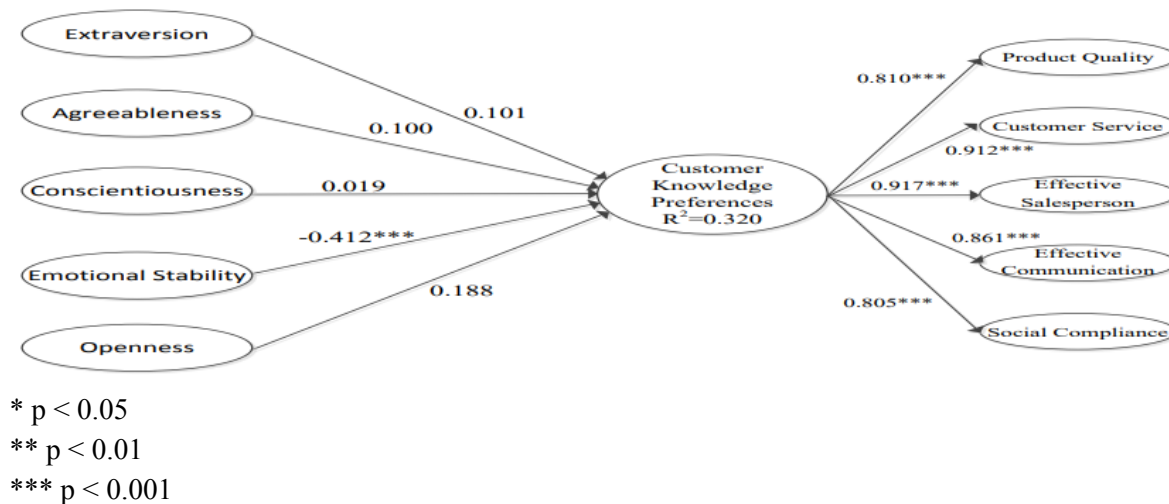 Extraversion
Agreeableness
Conscientiousness
Emotional Stability
Openness
0.101
0.100
0.019
-0.412***
0.188
Customer
Knowledge
Preferences
R²=0.320
0.810***
0.912***
0.917***
0.861***
0.805***
Product Quality
Customer Service
Effective
Salesperson
Effective
Communication
Social Compliance
* p < 0.05
** p < 0.01
*** p < 0.001